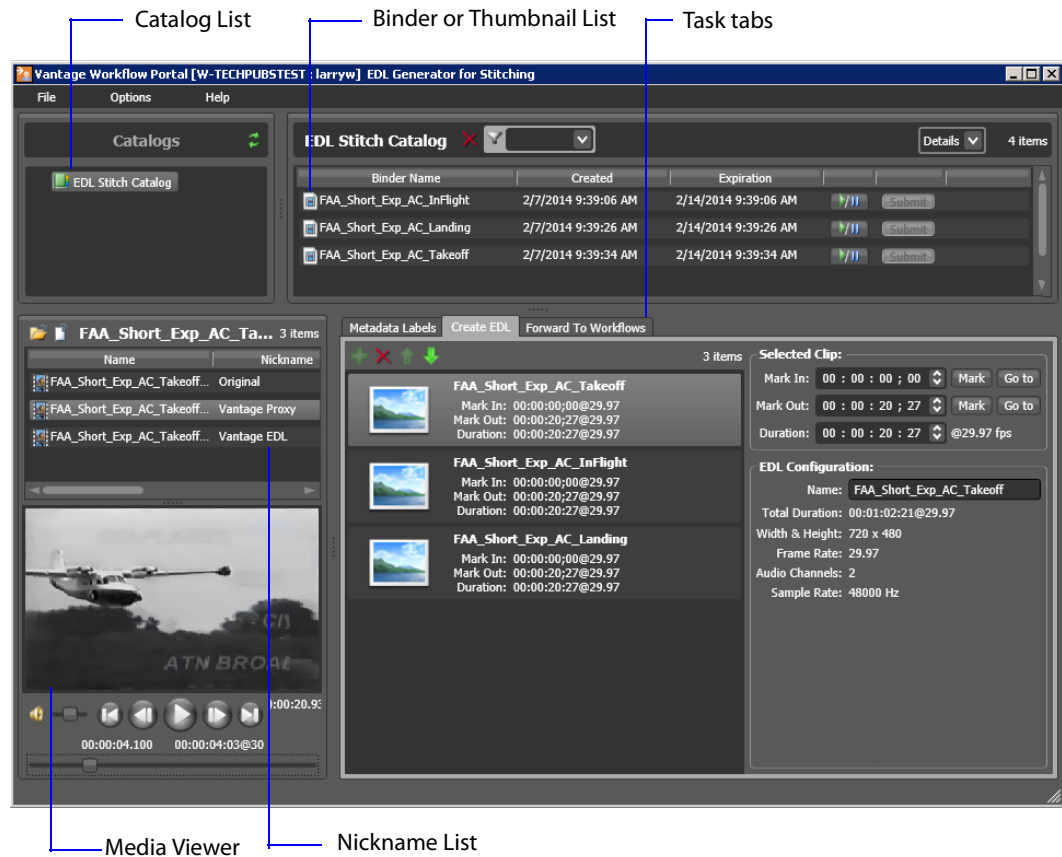 Catalog List
Binder or Thumbnail List
Task tabs
Vantage Workflow Portal [W-TECHPUBSTEST : larryw] EDL Generator for Stitching
File Options Help
Catalogs
EDL Stitch Catalog
EDL Stitch Catalog
Details
4 items
Binder Name Created Expiration
FAA_Short_Exp_AC_InFlight 2/7/2014 9:39:06 AM 2/14/2014 9:39:06 AM Submit
FAA_Short_Exp_AC_Landing 2/7/2014 9:39:26 AM 2/14/2014 9:39:26 AM Submit
FAA_Short_Exp_AC_Takeoff 2/7/2014 9:39:34 AM 2/14/2014 9:39:34 AM Submit
FAA_Short_Exp_AC_Ta... 3 items
Name Nickname
FAA_Short_Exp_AC_Takeoff... Original
FAA_Short_Exp_AC_Takeoff... Vantage Proxy
FAA_Short_Exp_AC_Takeoff... Vantage EDL
ATN BROA
:00:20.93
00:00:04.100 00:00:04:03@30
Metadata Labels Create EDL Forward To Workflows
3 items
FAA_Short_Exp_AC_Takeoff
Mark In: 00:00:00;00@29.97
Mark Out: 00:00:20;27@29.97
Duration: 00:00:20:27@29.97
FAA_Short_Exp_AC_InFlight
Mark In: 00:00:00;00@29.97
Mark Out: 00:00:20;27@29.97
Duration: 00:00:20:27@29.97
FAA_Short_Exp_AC_Landing
Mark In: 00:00:00;00@29.97
Mark Out: 00:00:20;27@29.97
Duration: 00:00:20:27@29.97
Selected Clip:
Mark In: 00 : 00 : 00 ; 00 Mark Go to
Mark Out: 00 : 00 : 20 ; 27 Mark Go to
Duration: 00 : 00 : 20 : 27 @29.97 fps
EDL Configuration:
Name: FAA_Short_Exp_AC_Takeoff
Total Duration: 00:01:02:21@29.97
Width & Height: 720 x 480
Frame Rate: 29.97
Audio Channels: 2
Sample Rate: 48000 Hz
Media Viewer
Nickname List